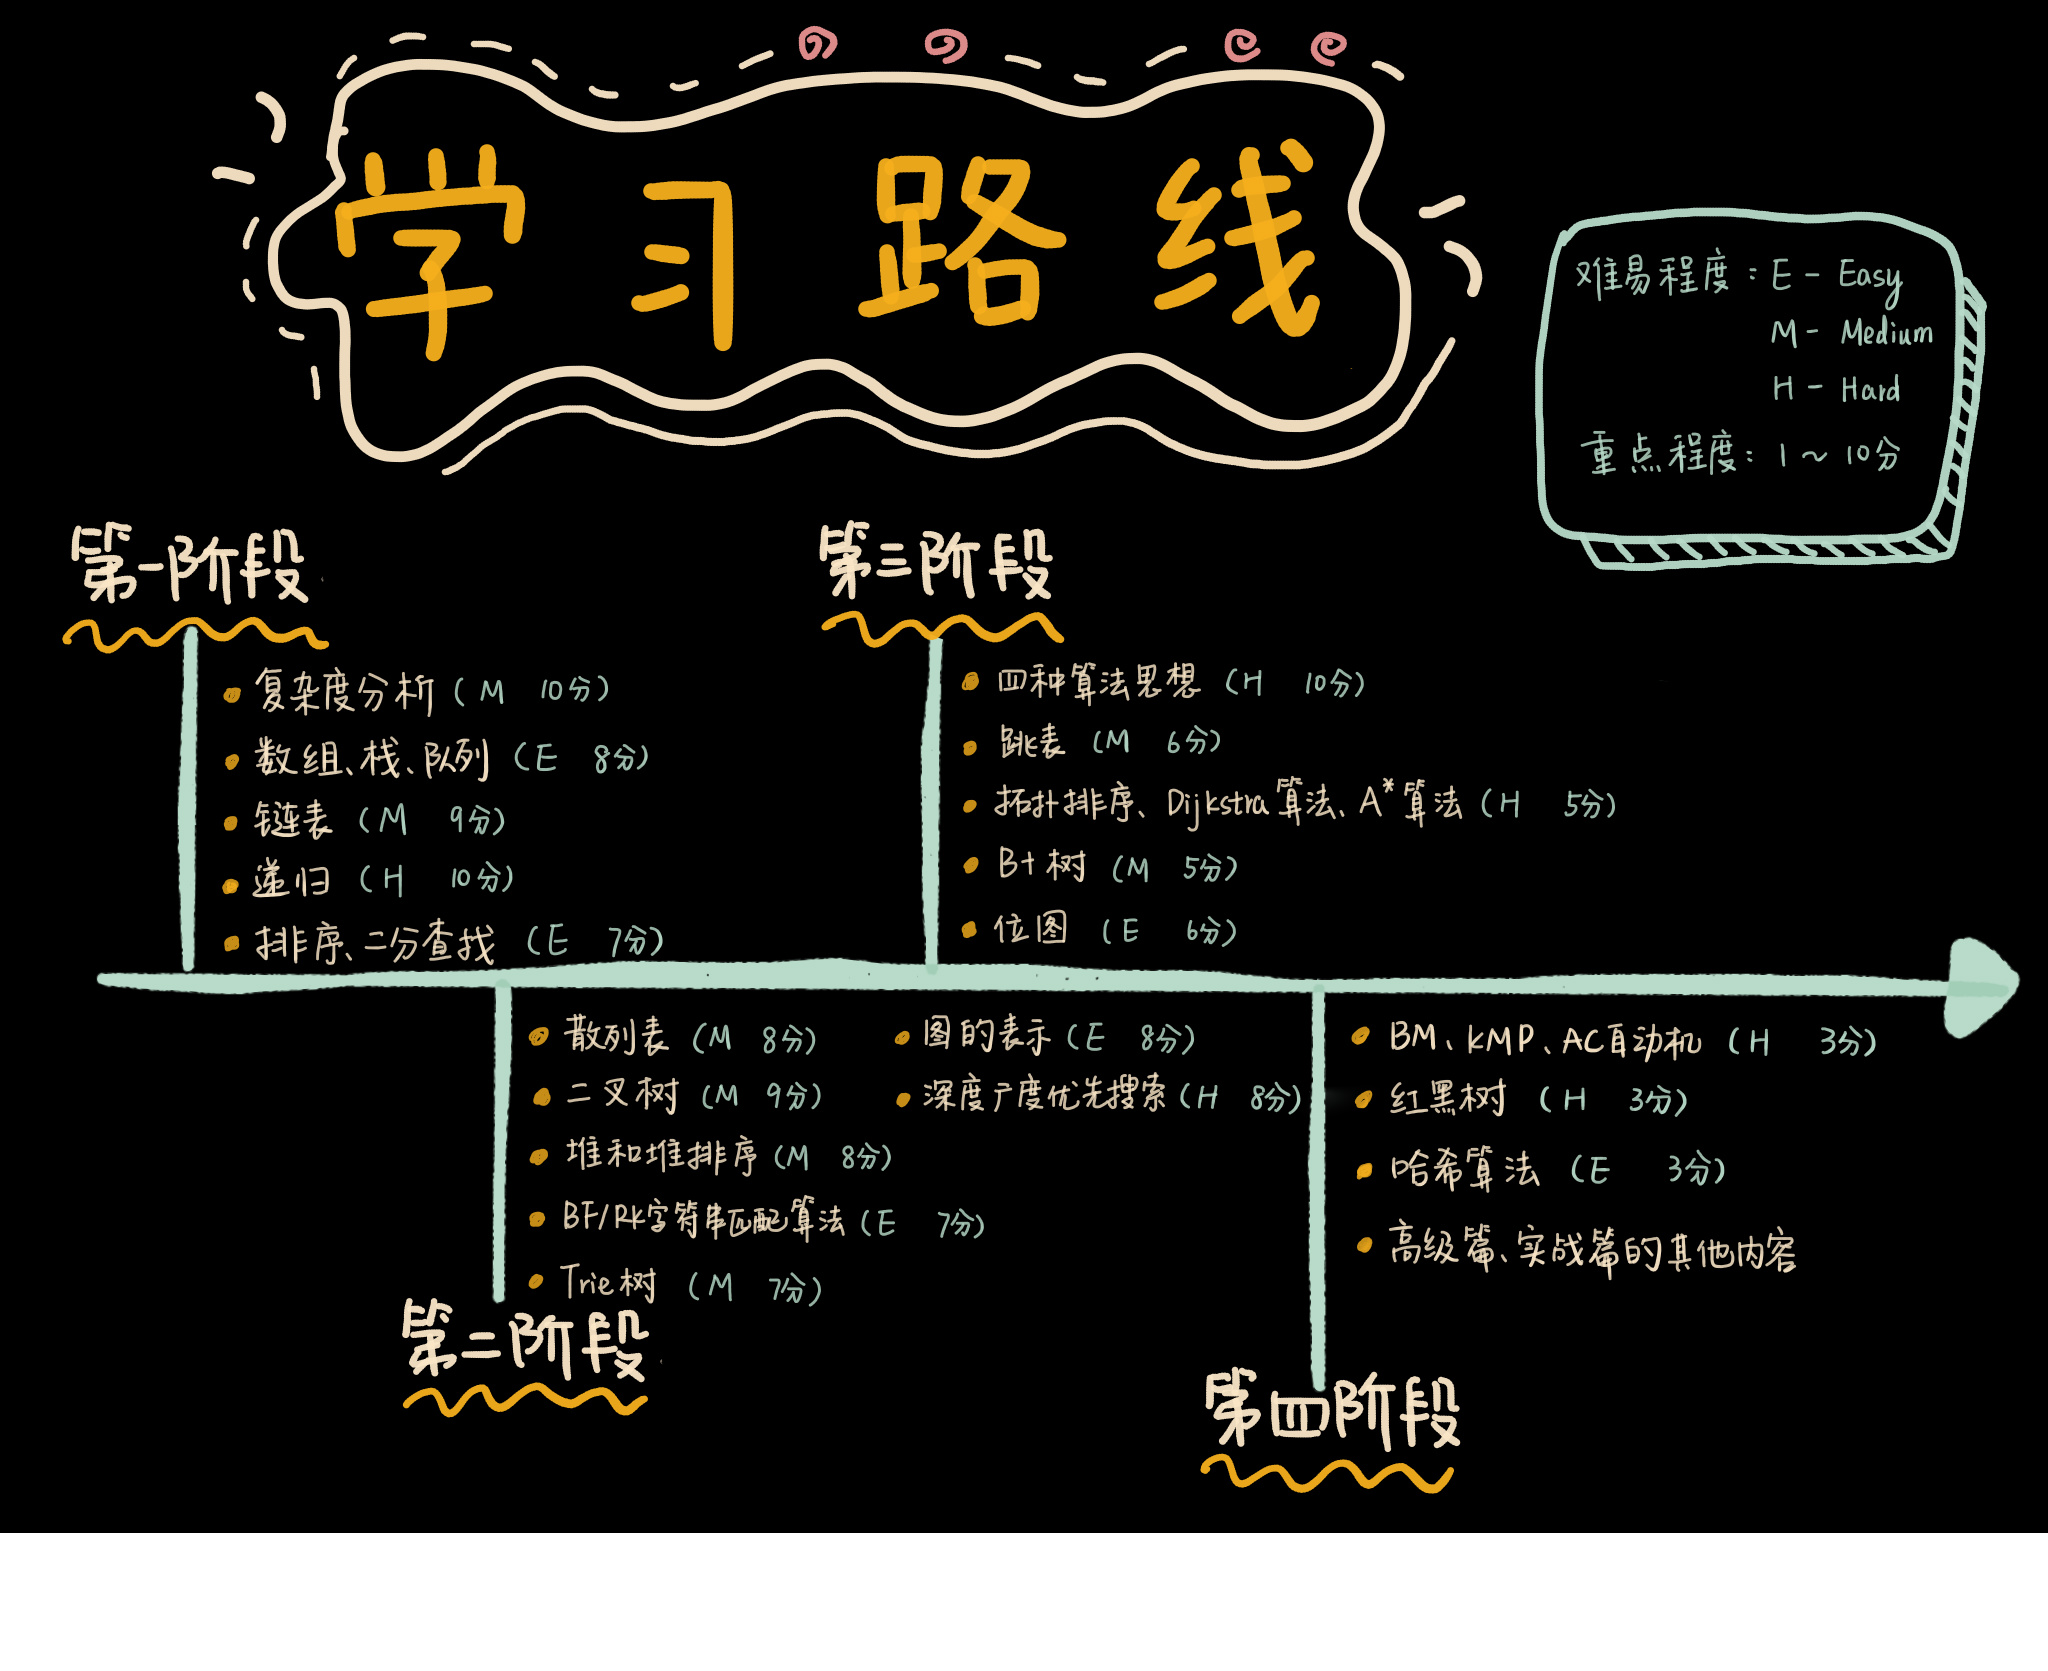 学习路线
难易程度：E - Easy
M - Medium
H - Hard
重点程度：1 ~ 10分
第一阶段
复杂度分析（M 10分）
数组、栈、队列（E 8分）
链表（M 9分）
递归（H 10分）
排序、二分查找（E 7分）
第三阶段
四种算法思想（H 10分）
跳表（M 6分）
拓扑排序、Dijkstra算法、A*算法（H 5分）
B+树（M 5分）
位图（E 6分）
散列表（M 8分）
二叉树（M 9分）
堆和堆排序（M 8分）
BF/RK字符串匹配算法（E 7分）
Trie树（M 7分）
图的表示（E 8分）
深度广度优先搜索（H 8分）
第二阶段
BM、KMP、AC自动机（H 3分）
红黑树（H 3分）
哈希算法（E 3分）
高级篇、实战篇的其他内容
第四阶段